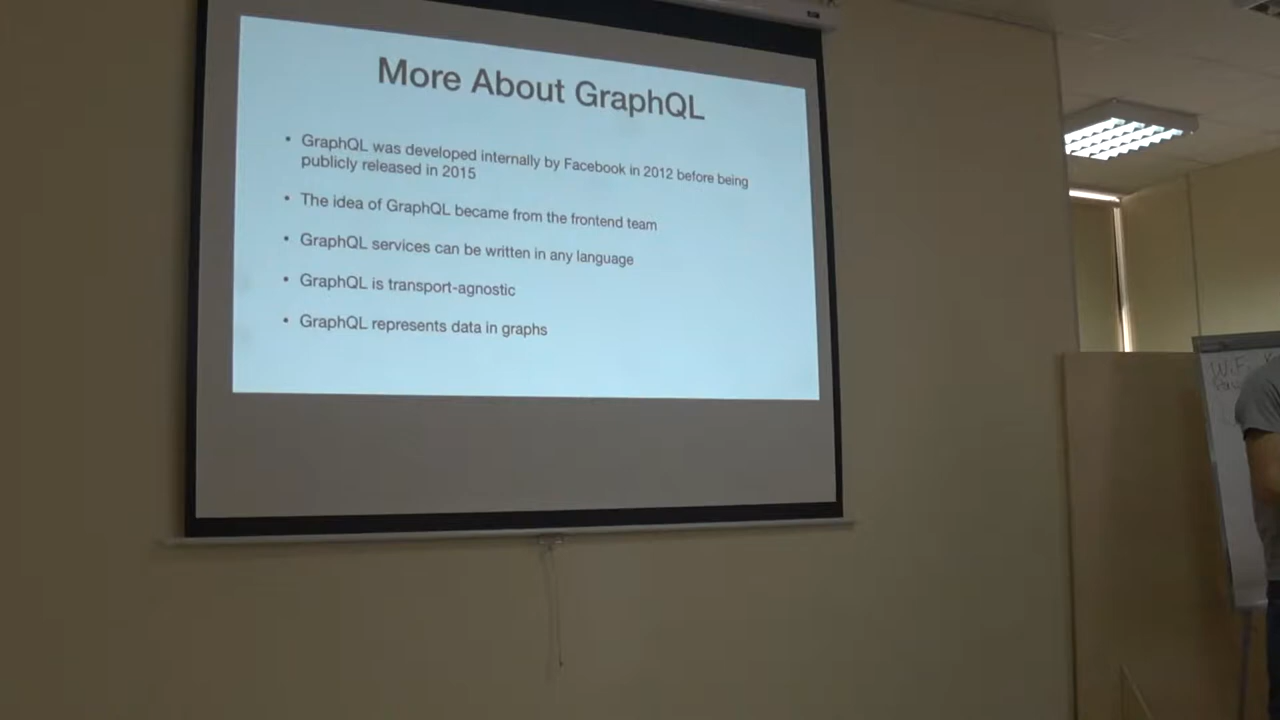 More About GraphQL
• GraphQL was developed internally by Facebook in 2012 before being
publicly released in 2015
• The idea of GraphQL became from the frontend team
• GraphQL services can be written in any language
• GraphQL is transport-agnostic
• GraphQL represents data in graphs